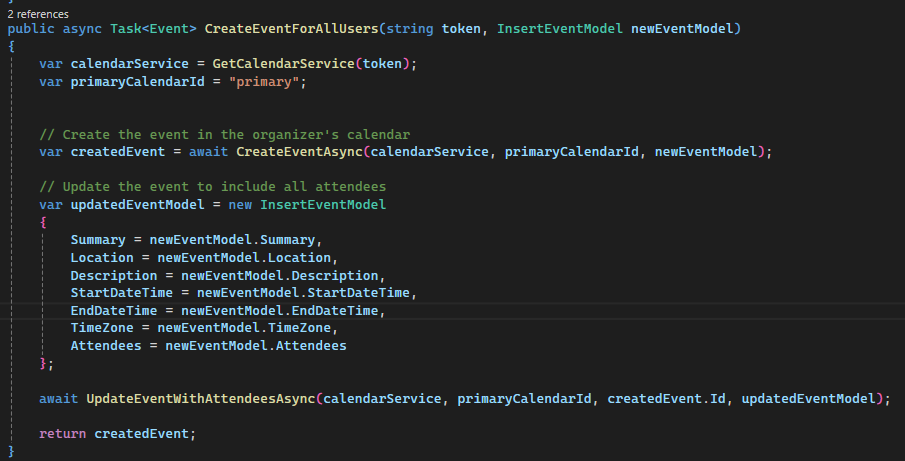 2 references
public async Task<Event> CreateEventForAllUsers(string token, InsertEventModel newEventModel)
{
var calendarService = GetCalendarService(token);
var primaryCalendarId = "primary";
// Create the event in the organizer's calendar
var createdEvent = await CreateEventAsync(calendarService, primaryCalendarId, newEventModel);
// Update the event to include all attendees
var updatedEventModel = new InsertEventModel
{
Summary = newEventModel.Summary,
Location = newEventModel.Location,
Description = newEventModel.Description,
StartDateTime = newEventModel.StartDateTime,
EndDateTime = newEventModel.EndDateTime,
TimeZone = newEventModel.TimeZone,
Attendees = newEventModel.Attendees
};
await UpdateEventWithAttendeesAsync(calendarService, primaryCalendarId, createdEvent.Id, updatedEventModel);
return createdEvent;
}